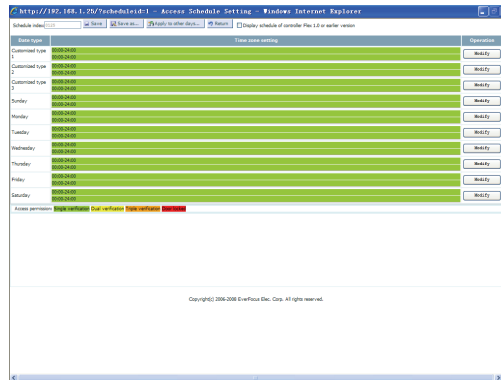 http://192.168.1.25/?scheduleid=1 - Access Schedule Setting - Windows Internet Explorer
Schedule index Save Save as... Apply to other days... Return Display schedule of controller Flex 1.0 or earlier version
Date type Time zone setting Operation
Customized type 1 00:00-24:00 Modify
00:00-24:00
Customized type 2 00:00-24:00 Modify
00:00-24:00
Customized type 3 00:00-24:00 Modify
00:00-24:00
Sunday 00:00-24:00 Modify
00:00-24:00
Monday 00:00-24:00 Modify
00:00-24:00
Tuesday 00:00-24:00 Modify
00:00-24:00
Wednesday 00:00-24:00 Modify
00:00-24:00
Thursday 00:00-24:00 Modify
00:00-24:00
Friday 00:00-24:00 Modify
00:00-24:00
Saturday 00:00-24:00 Modify
00:00-24:00
Access permission: Single verification Dual verification Triple verification Door locked
Copyright(c) 2006-2008 EverFocus Elec. Corp. All rights reserved.